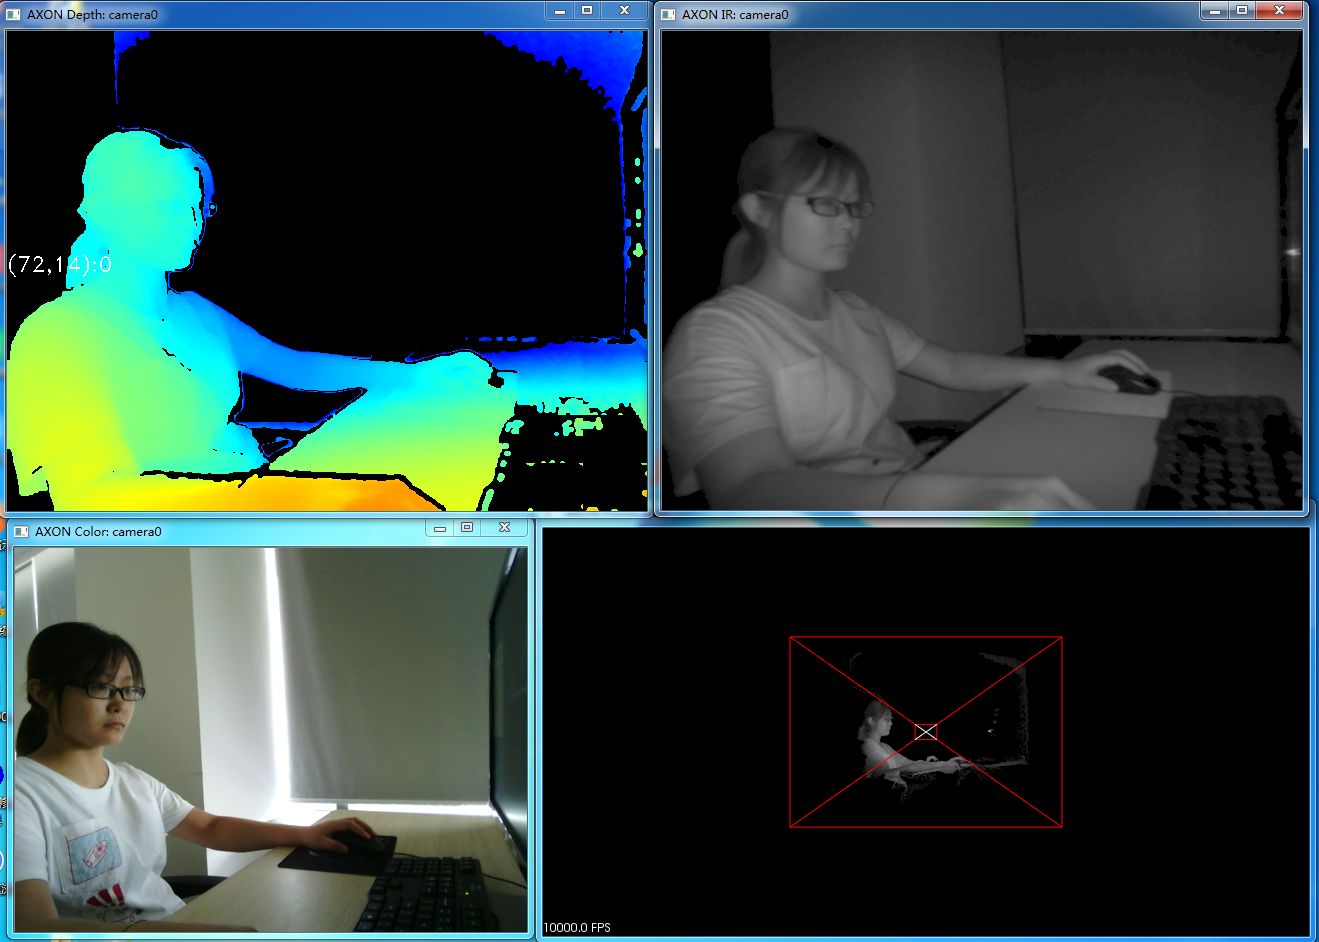 AXON Depth: camera0
AXON IR: camera0
(72,14):0
AXON Color: camera0
10000.0 FPS